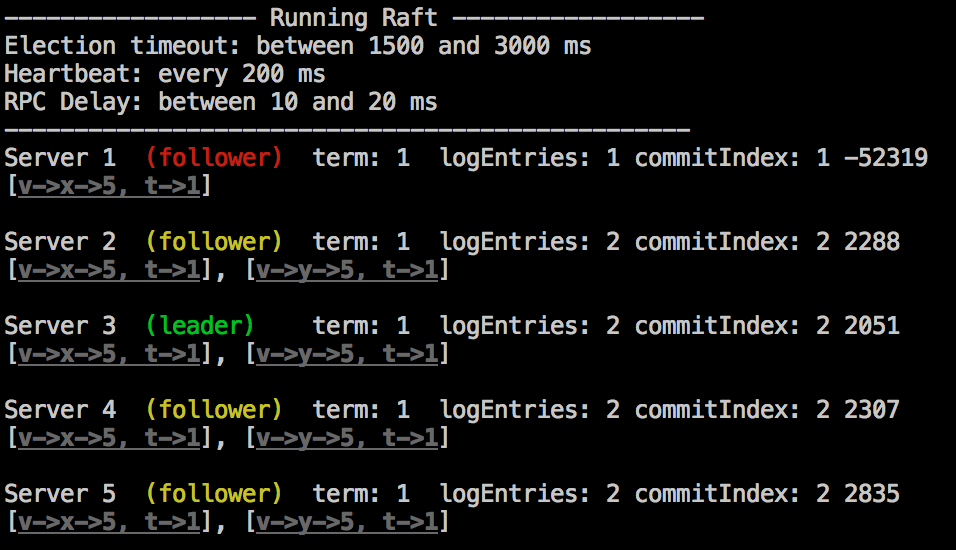 ------------------ Running Raft ------------------
Election timeout: between 1500 and 3000 ms
Heartbeat: every 200 ms
RPC Delay: between 10 and 20 ms
-------------------------------------------------
Server 1  (follower)  term: 1  logEntries: 1 commitIndex: 1 -52319
[v->x->5, t->1]
Server 2  (follower)  term: 1  logEntries: 2 commitIndex: 2 2288
[v->x->5, t->1], [v->y->5, t->1]
Server 3  (leader)    term: 1  logEntries: 2 commitIndex: 2 2051
[v->x->5, t->1], [v->y->5, t->1]
Server 4  (follower)  term: 1  logEntries: 2 commitIndex: 2 2307
[v->x->5, t->1], [v->y->5, t->1]
Server 5  (follower)  term: 1  logEntries: 2 commitIndex: 2 2835
[v->x->5, t->1], [v->y->5, t->1]